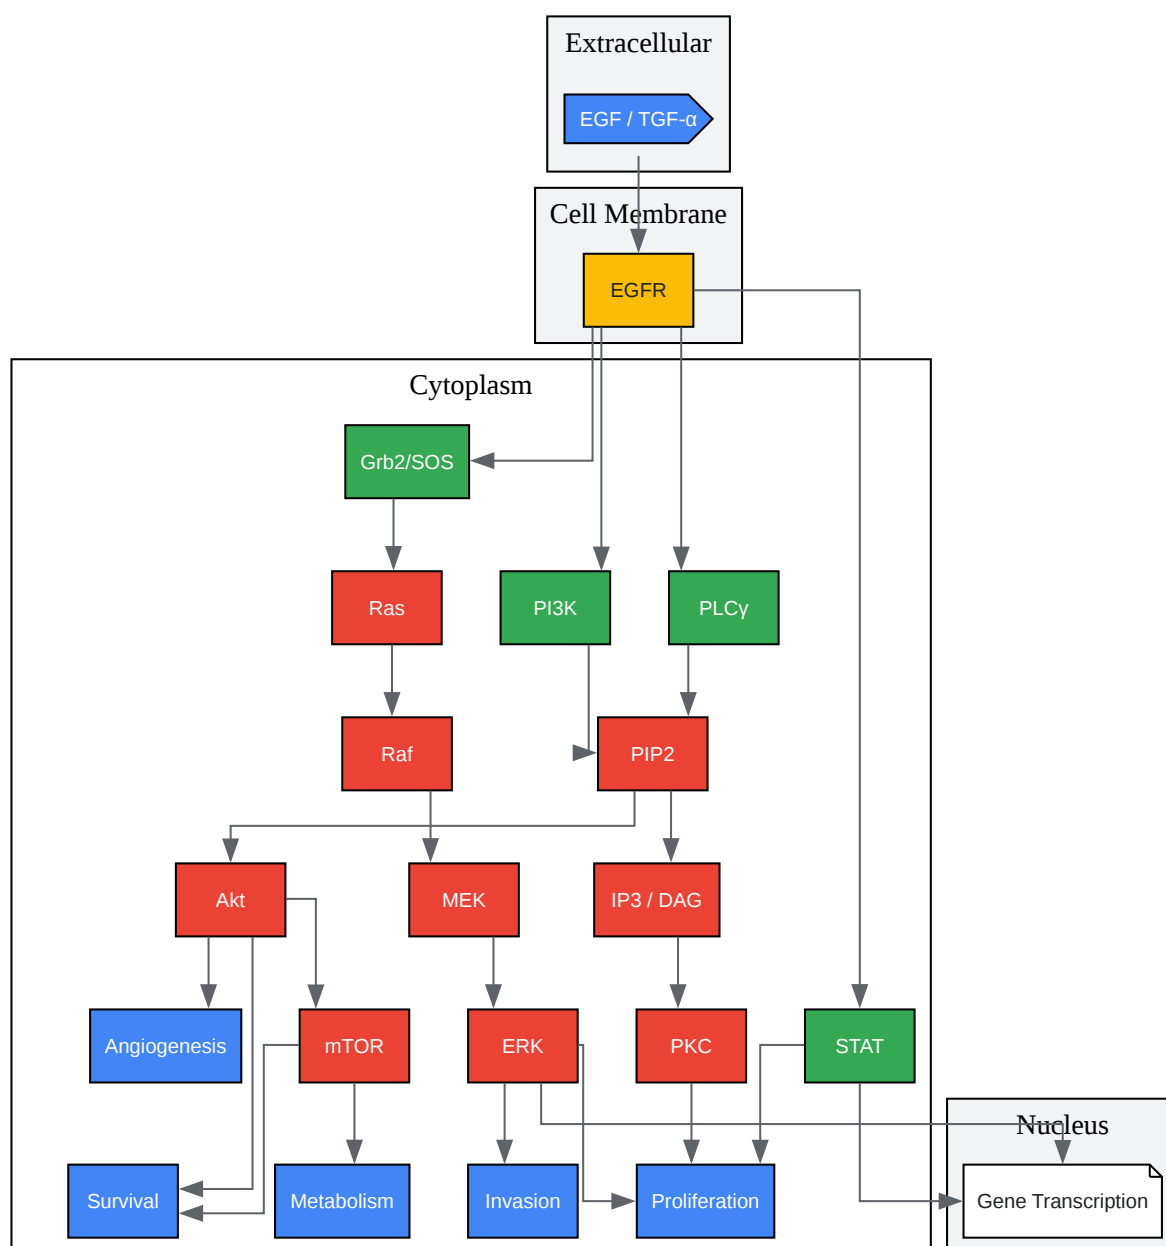 Extracellular
EGF / TGF-α
Cell Membrane
EGFR
Cytoplasm
Grb2/SOS
Ras
PI3K
PLCγ
Raf
PIP2
Akt
MEK
IP3 / DAG
Angiogenesis
mTOR
ERK
PKC
STAT
Nucleus
Survival
Metabolism
Invasion
Proliferation
Gene Transcription